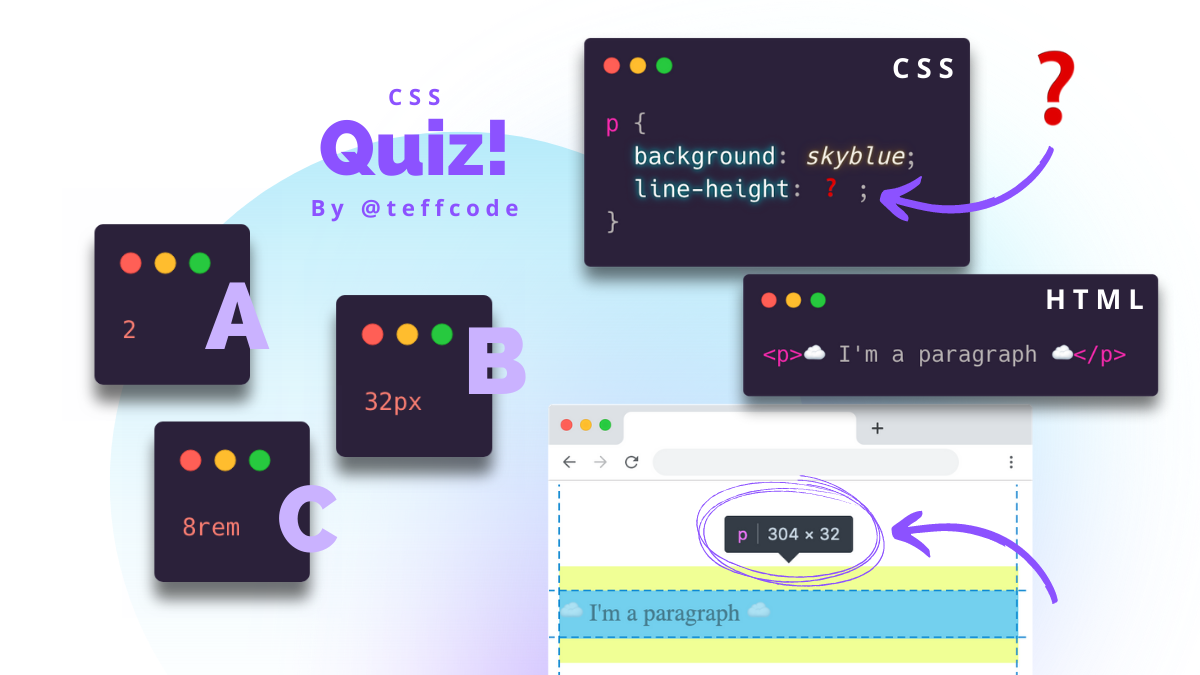 CSS
Quiz!
By @teffcode
2
A
32px
B
8rem
C
CSS
p {
background: skyblue;
line-height: ? ;
}
?
HTML
<p>☁️ I'm a paragraph ☁️</p>
p 304 × 32
☁️ I'm a paragraph ☁️